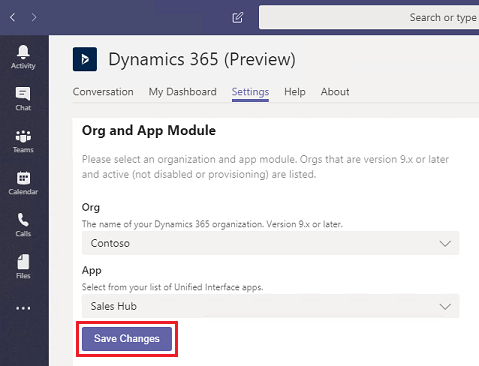 Search or type
Activity
Chat
Teams
Calendar
Calls
Files
Dynamics 365 (Preview)
Conversation My Dashboard Settings Help About
Org and App Module
Please select an organization and app module. Orgs that are version 9.x or later
and active (not disabled or provisioning) are listed.
Org
The name of your Dynamics 365 organization. Version 9.x or later.
Contoso
App
Select from your list of Unified Interface apps.
Sales Hub
Save Changes